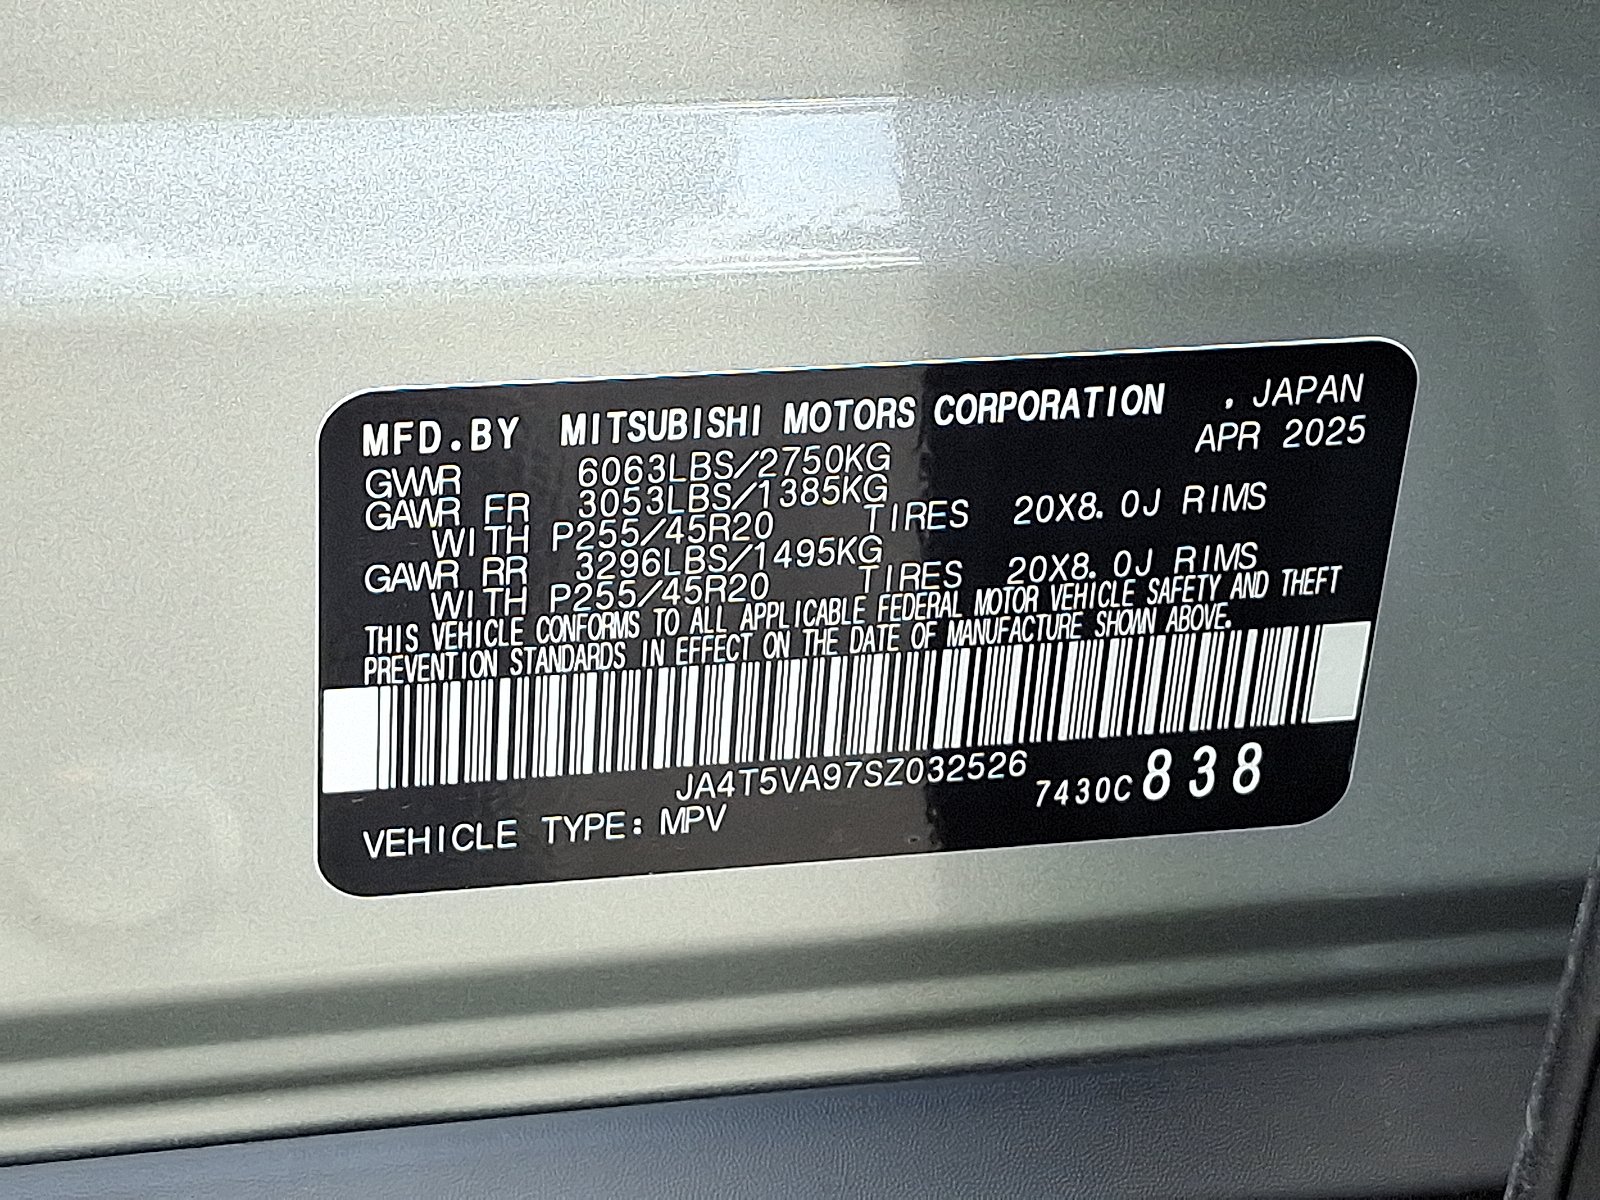 MFD.BY MITSUBISHI MOTORS CORPORATION . JAPAN
APR 2025
GVWR 6063LBS/2750KG
GAWR FR 3053LBS/1385KG
WITH P255/45R20 TIRES 20X8.0J RIMS
GAWR RR 3296LBS/1495KG
WITH P255/45R20 TIRES 20X8.0J RIMS
THIS VEHICLE CONFORMS TO ALL APPLICABLE FEDERAL MOTOR VEHICLE SAFETY AND THEFT
PREVENTION STANDARDS IN EFFECT ON THE DATE OF MANUFACTURE SHOWN ABOVE.
JA4T5VA97SZ032526 7430C 838
VEHICLE TYPE: MPV